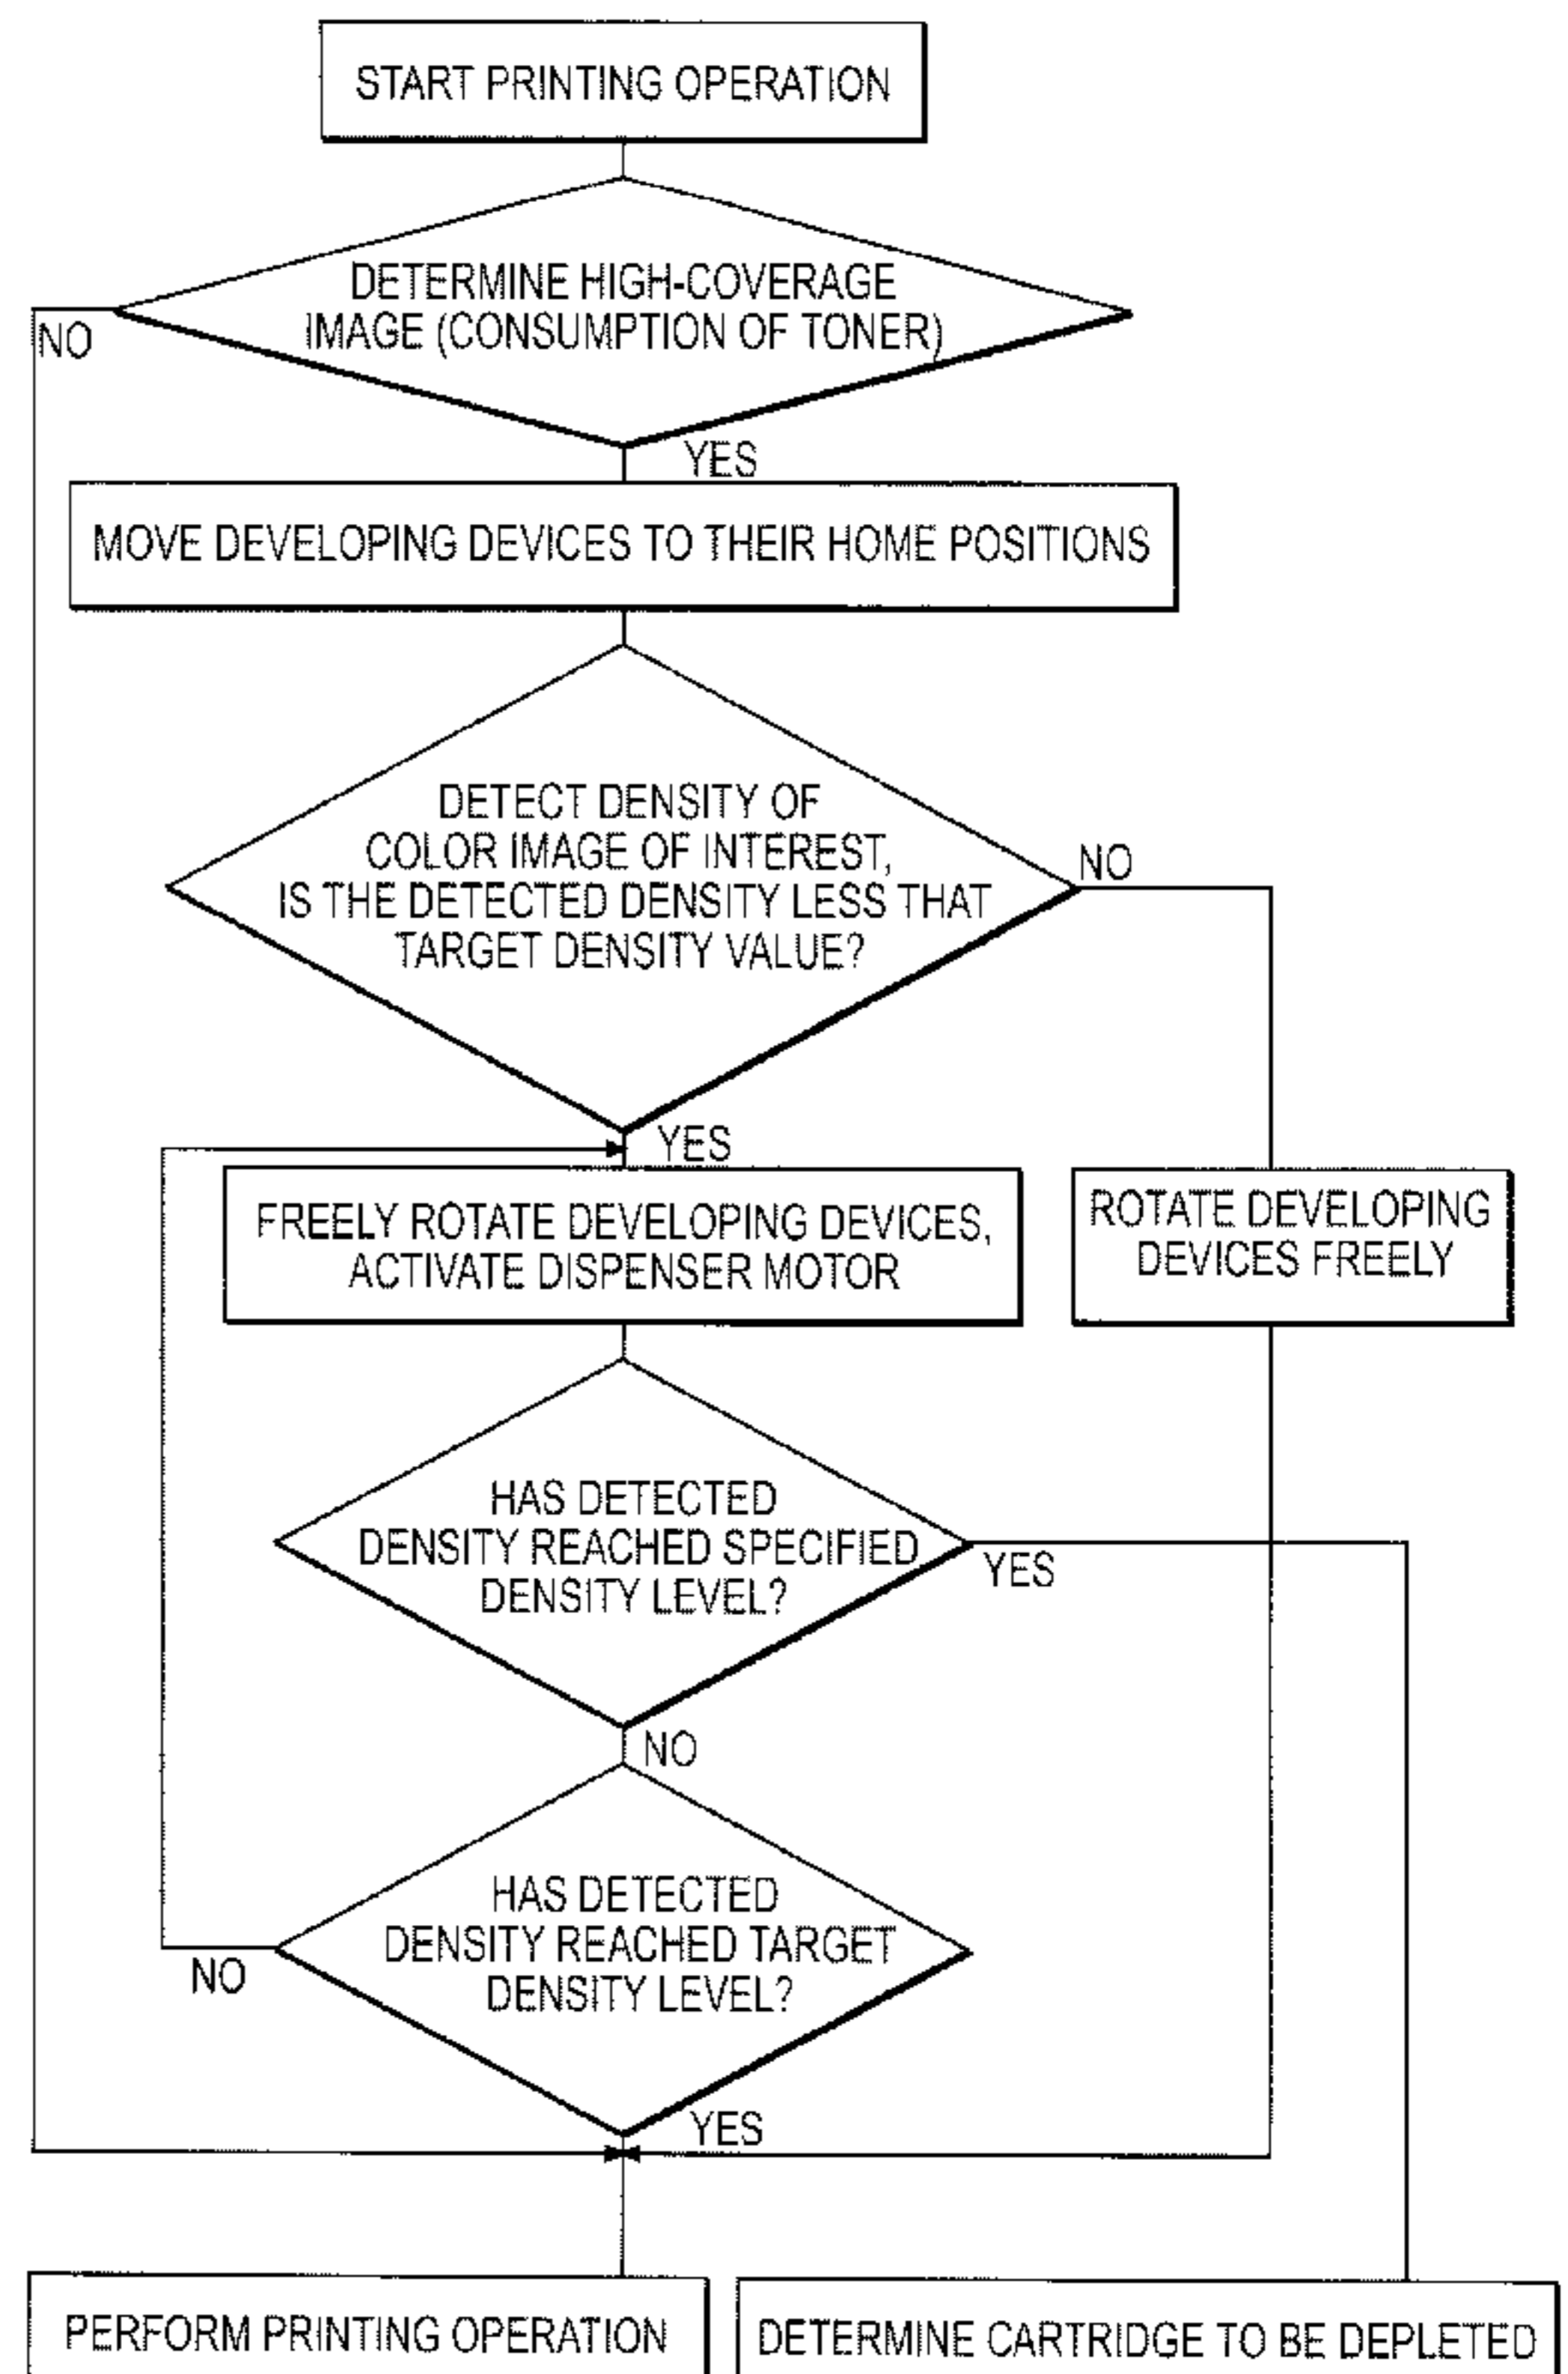 START PRINTING OPERATION
DETERMINE HIGH-COVERAGE
IMAGE (CONSUMPTION OF TONER)
NO
YES
MOVE DEVELOPING DEVICES TO THEIR HOME POSITIONS
DETECT DENSITY OF
COLOR IMAGE OF INTEREST,
IS THE DETECTED DENSITY LESS THAT
TARGET DENSITY VALUE?
NO
YES
FREELY ROTATE DEVELOPING DEVICES,
ACTIVATE DISPENSER MOTOR
ROTATE DEVELOPING
DEVICES FREELY
HAS DETECTED
DENSITY REACHED SPECIFIED
DENSITY LEVEL?
YES
NO
HAS DETECTED
DENSITY REACHED TARGET
DENSITY LEVEL?
NO
YES
PERFORM PRINTING OPERATION
DETERMINE CARTRIDGE TO BE DEPLETED